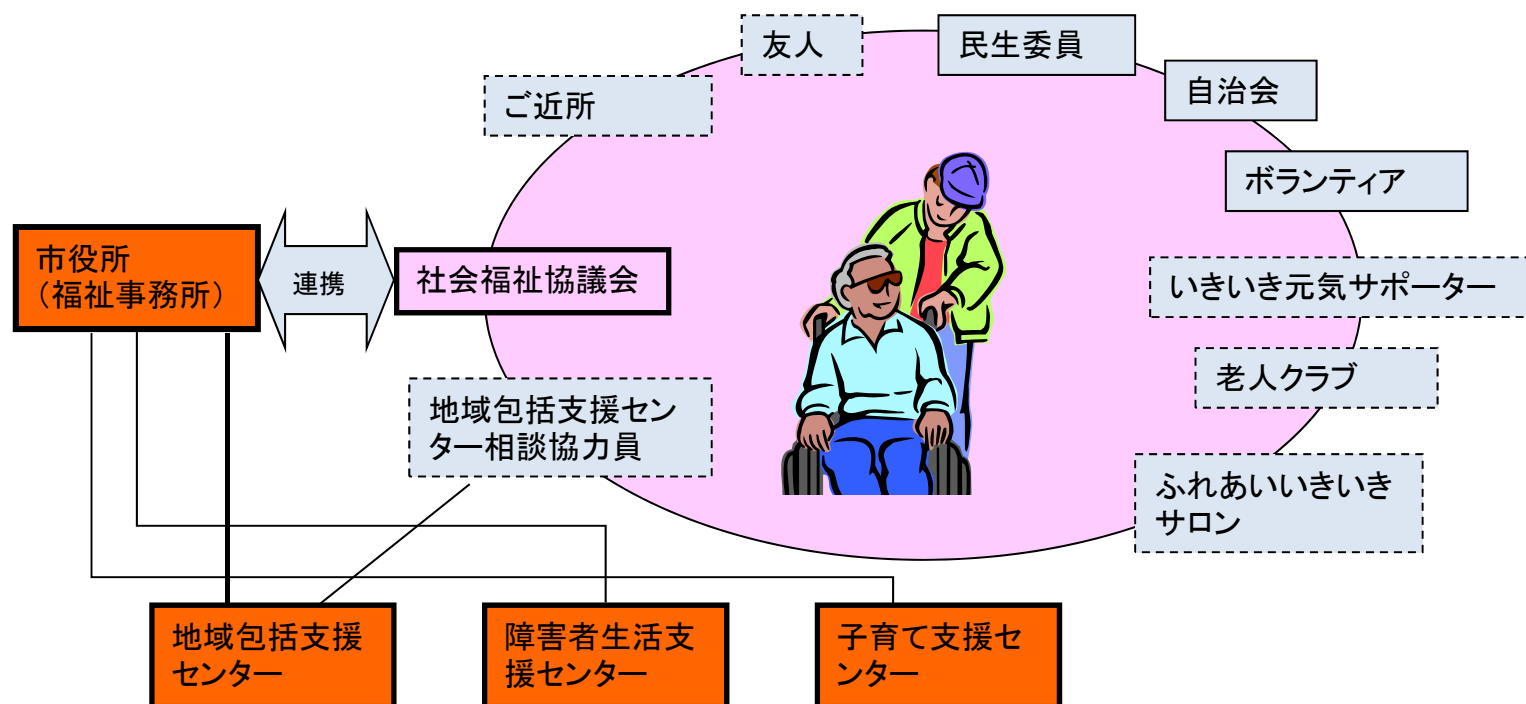 友人
民生委員
自治会
ご近所
ボランティア
市役所
（福祉事務所）
連携
社会福祉協議会
いきいき元気サポーター
老人クラブ
地域包括支援セン
ター相談協力員
ふれあいいきいき
サロン
地域包括支援
センター
障害者生活支
援センター
子育て支援セ
ンター